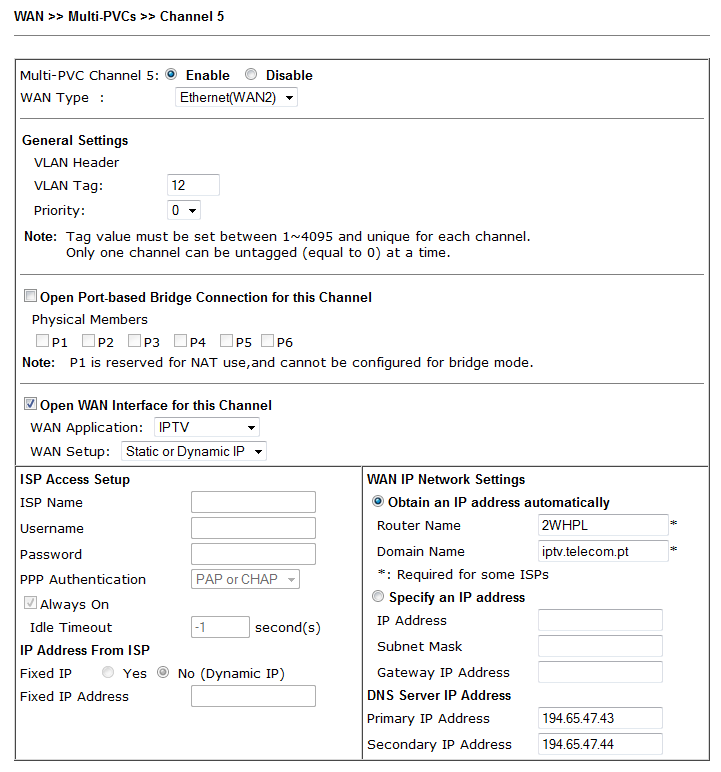 WAN >> Multi-PVCs >> Channel 5
Multi-PVC Channel 5: Enable Disable
WAN Type : Ethernet(WAN2)
General Settings
VLAN Header
VLAN Tag: 12
Priority: 0
Note: Tag value must be set between 1~4095 and unique for each channel.
Only one channel can be untagged (equal to 0) at a time.
Open Port-based Bridge Connection for this Channel
Physical Members
P1 P2 P3 P4 P5 P6
Note: P1 is reserved for NAT use,and cannot be configured for bridge mode.
Open WAN Interface for this Channel
WAN Application: IPTV
WAN Setup: Static or Dynamic IP
ISP Access Setup
ISP Name
Username
Password
PPP Authentication PAP or CHAP
Always On
Idle Timeout -1 second(s)
IP Address From ISP
Fixed IP Yes No (Dynamic IP)
Fixed IP Address
WAN IP Network Settings
Obtain an IP address automatically
Router Name 2WHPL *
Domain Name iptv.telecom.pt *
*: Required for some ISPs
Specify an IP address
IP Address
Subnet Mask
Gateway IP Address
DNS Server IP Address
Primary IP Address 194.65.47.43
Secondary IP Address 194.65.47.44